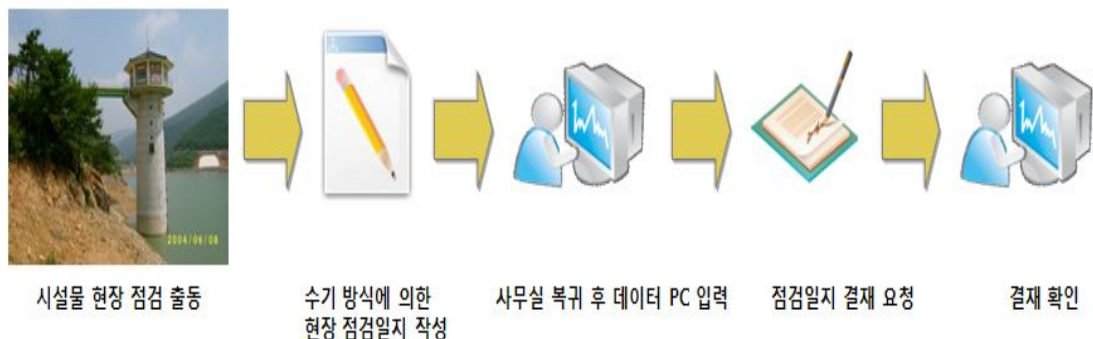 2004/06/08
시설물 현장 점검 출동
수기 방식에 의한
현장 점검일지 작성
사무실 복귀 후 데이터 PC 입력
점검일지 결재 요청
결재 확인